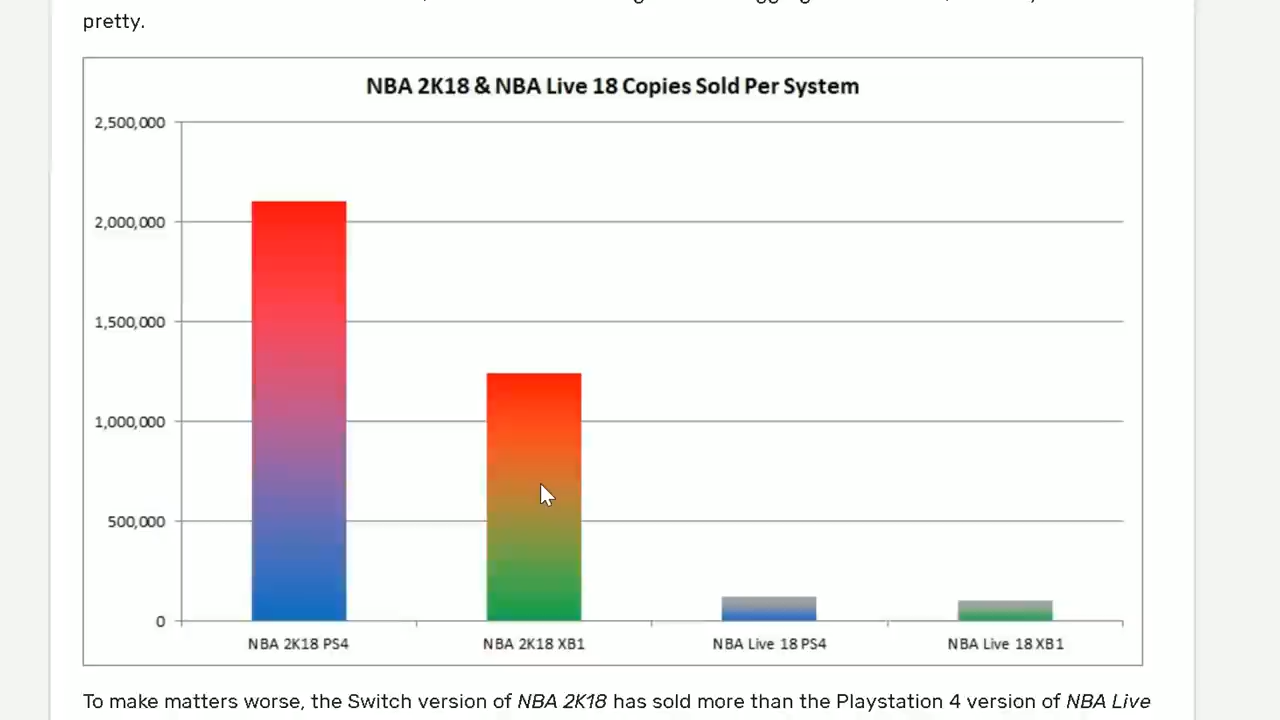 pretty.
NBA 2K18 & NBA Live 18 Copies Sold Per System
2,500,000
2,000,000
1,500,000
1,000,000
500,000
0
NBA 2K18 PS4 NBA 2K18 XB1 NBA Live 18 PS4 NBA Live 18 XB1
To make matters worse, the Switch version of NBA 2K18 has sold more than the Playstation 4 version of NBA Live